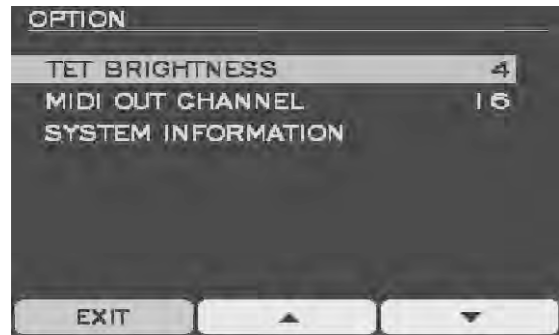 OPTION
TET BRIGHTNESS 4
MIDI OUT CHANNEL 16
SYSTEM INFORMATION
EXIT